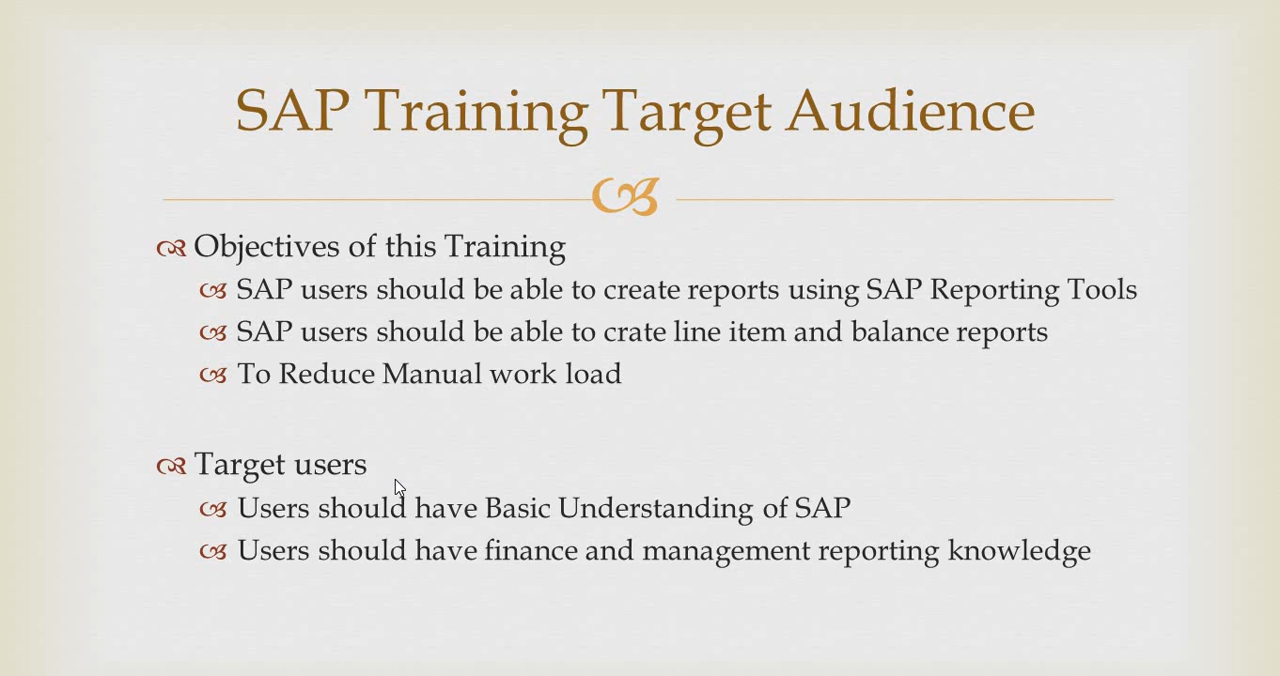 SAP Training Target Audience
Objectives of this Training
SAP users should be able to create reports using SAP Reporting Tools
SAP users should be able to crate line item and balance reports
To Reduce Manual work load
Target users
Users should have Basic Understanding of SAP
Users should have finance and management reporting knowledge